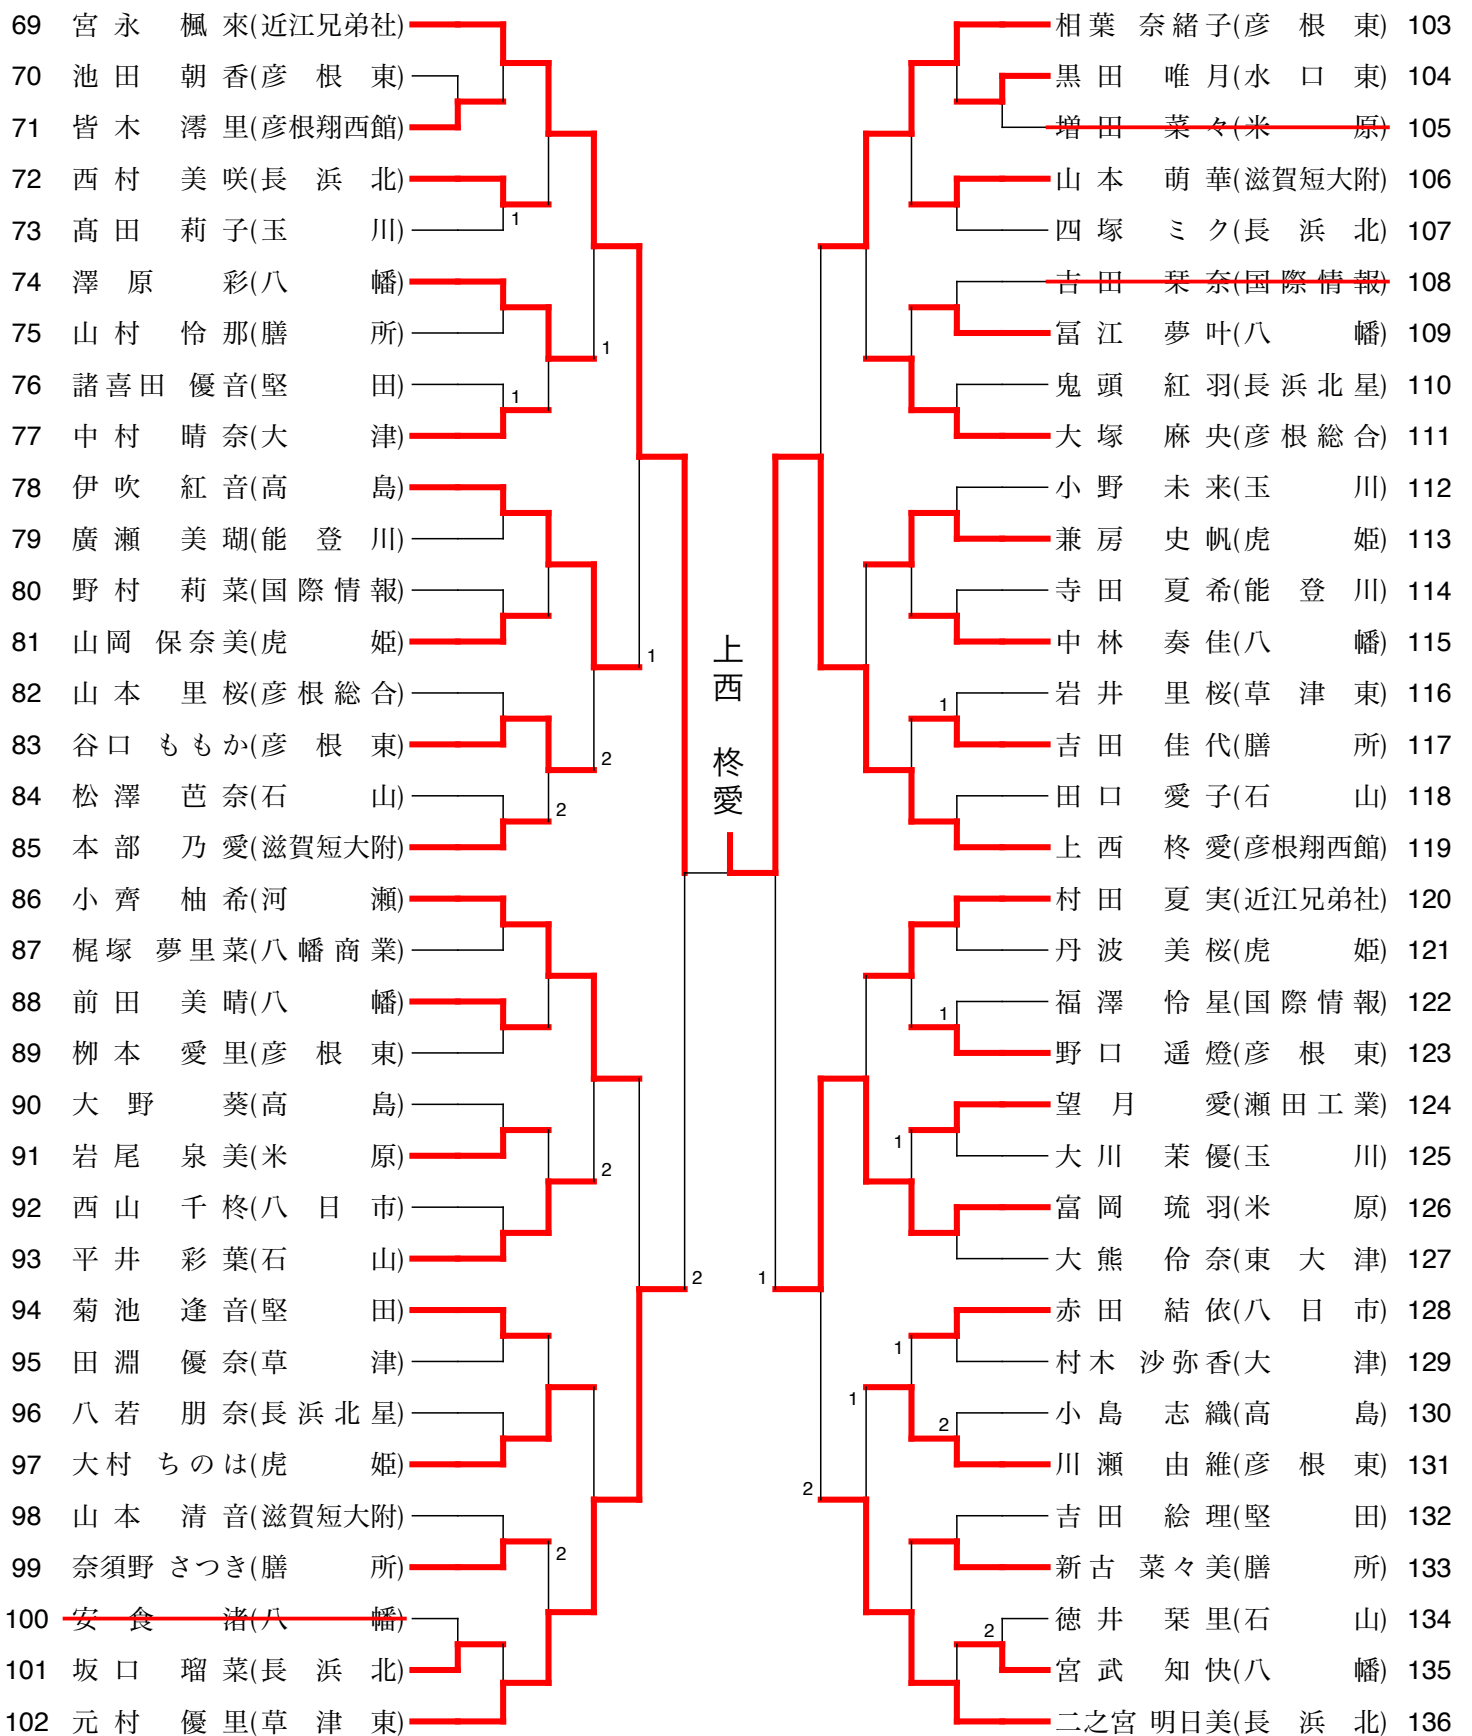 69 宮永 楓來(近江兄弟社)
70 池田 朝香(彦根東)
71 皆木 澪里(彦根翔西館)
72 西村 美咲(長浜北)
73 髙田 莉子(玉川)
1
74 澤原 彩(八幡)
75 山村 怜那(膳所)
1
76 諸喜田 優音(堅田)
1
77 中村 晴奈(大津)
78 伊吹 紅音(高島)
79 廣瀬 美瑚(能登川)
80 野村 莉菜(国際情報)
81 山岡 保奈美(虎姫)
1
82 山本 里桜(彦根総合)
83 谷口 ももか(彦根東)
2
84 松澤 芭奈(石山)
2
85 本部 乃愛(滋賀短大附)
86 小齊 柚希(河瀬)
87 梶塚 夢里菜(八幡商業)
88 前田 美晴(八幡)
89 栁本 愛里(彦根東)
90 大野 葵(高島)
91 岩尾 泉美(米原)
2
92 西山 千柊(八日市)
93 平井 彩葉(石山)
2
94 菊池 逢音(堅田)
95 田淵 優奈(草津)
96 八若 朋奈(長浜北星)
97 大村 ちのは(虎姫)
98 山本 清音(滋賀短大附)
2
99 奈須野 さつき(膳所)
100 安食 渚(八幡)
101 坂口 瑠菜(長浜北)
102 元村 優里(草津東)
上西 柊愛
相葉 奈緒子(彦根東) 103
黒田 唯月(水口東) 104
増田 菜々(米原) 105
山本 萌華(滋賀短大附) 106
四塚 ミク(長浜北) 107
吉田 栞奈(国際情報) 108
冨江 夢叶(八幡) 109
鬼頭 紅羽(長浜北星) 110
大塚 麻央(彦根総合) 111
小野 未来(玉川) 112
兼房 史帆(虎姫) 113
寺田 夏希(能登川) 114
中林 奏佳(八幡) 115
岩井 里桜(草津東) 116
1
吉田 佳代(膳所) 117
田口 愛子(石山) 118
上西 柊愛(彦根翔西館) 119
村田 夏実(近江兄弟社) 120
丹波 美桜(虎姫) 121
福澤 怜星(国際情報) 122
1
野口 遥燈(彦根東) 123
望月 愛(瀬田工業) 124
1
大川 茉優(玉川) 125
富岡 琉羽(米原) 126
大熊 伶奈(東大津) 127
1
赤田 結依(八日市) 128
1
村木 沙弥香(大津) 129
1
小島 志織(高島) 130
2
川瀬 由維(彦根東) 131
2
吉田 絵理(堅田) 132
新古 菜々美(膳所) 133
徳井 栞里(石山) 134
2
宮武 知快(八幡) 135
二之宮 明日美(長浜北) 136